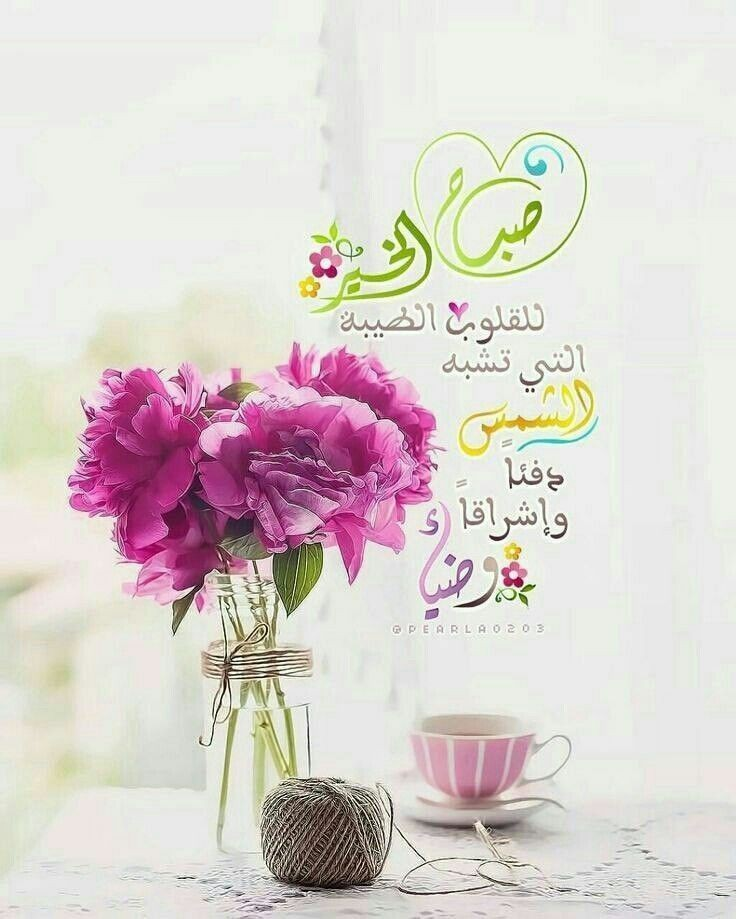 صباح الخير
للقلوب الطيبة
التي تشبه
الشمس
دفئاً
وإشراقاً
وضياءً
@PEARLA0203